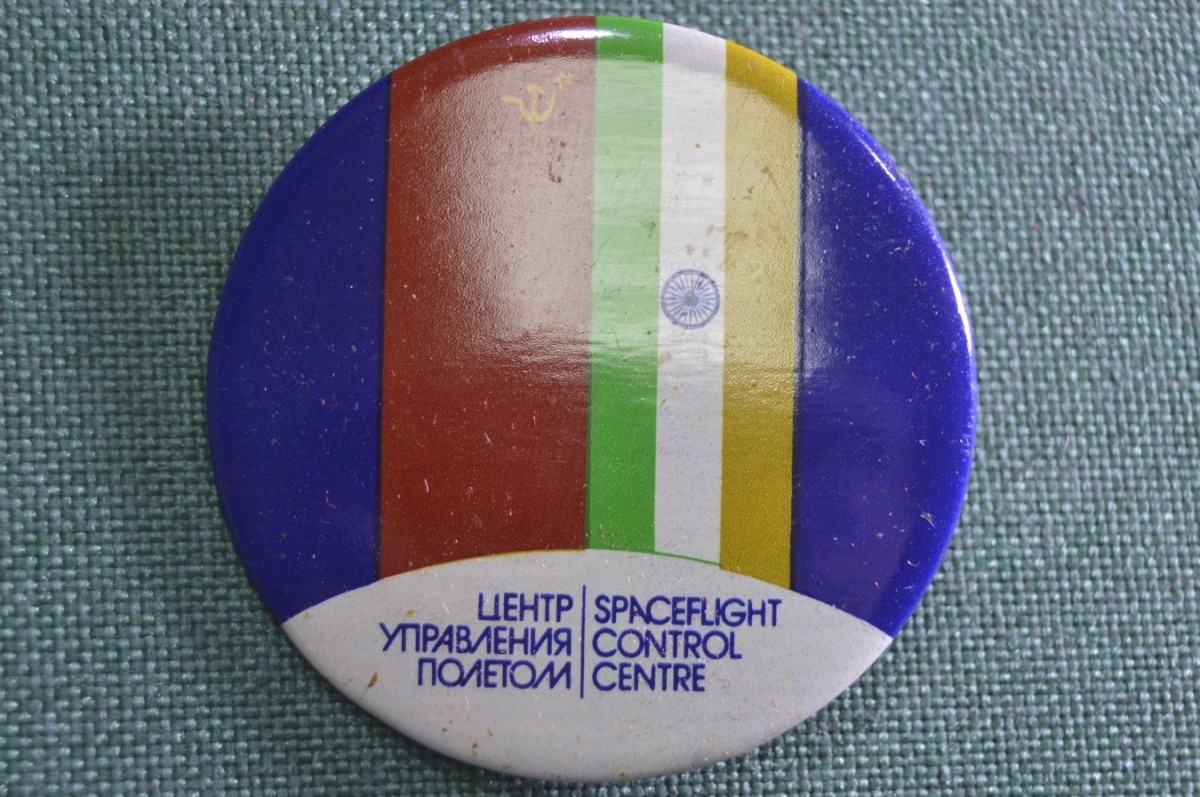 ЦЕНТР
УПРАВЛЕНИЯ
ПОЛЕТОМ
SPACEFLIGHT
CONTROL
CENTRE